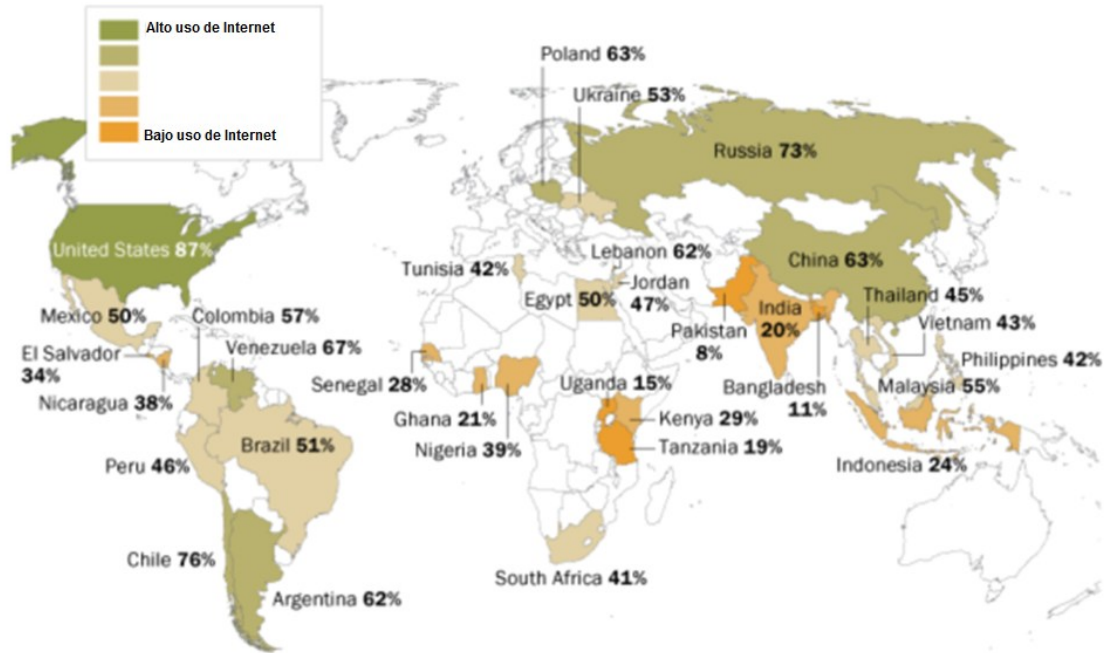 Alto uso de Internet
Bajo uso de Internet
Poland 63%
Ukraine 53%
Russia 73%
United States 87%
Lebanon 62%
Tunisia 42%
China 63%
Egypt 50%
Jordan
47%
Thailand 45%
Mexico 50%
Colombia 57%
India
20%
Vietnam 43%
Pakistan
8%
El Salvador
34%
Venezuela 67%
Philippines 42%
Senegal 28%
Uganda 15%
Bangladesh
11%
Malaysia 55%
Nicaragua 38%
Ghana 21%
Kenya 29%
Brazil 51%
Nigeria 39%
Tanzania 19%
Peru 46%
Indonesia 24%
Chile 76%
South Africa 41%
Argentina 62%